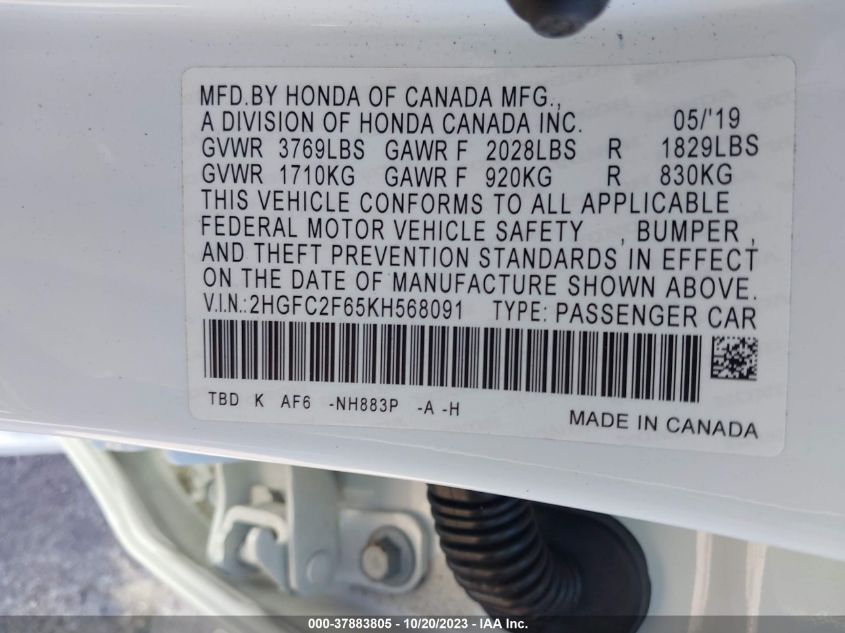 MFD.BY HONDA OF CANADA MFG.,
A DIVISION OF HONDA CANADA INC. 05/'19
GVWR 3769LBS GAWR F 2028LBS R 1829LBS
GVWR 1710KG GAWR F 920KG R 830KG
THIS VEHICLE CONFORMS TO ALL APPLICABLE
FEDERAL MOTOR VEHICLE SAFETY , BUMPER ,
AND THEFT PREVENTION STANDARDS IN EFFECT
ON THE DATE OF MANUFACTURE SHOWN ABOVE.
V.I.N.:2HGFC2F65KH568091 TYPE: PASSENGER CAR
TBD K AF6 -NH883P -A -H
MADE IN CANADA
000-37883805 / 10/20/2023 - IAA Inc.